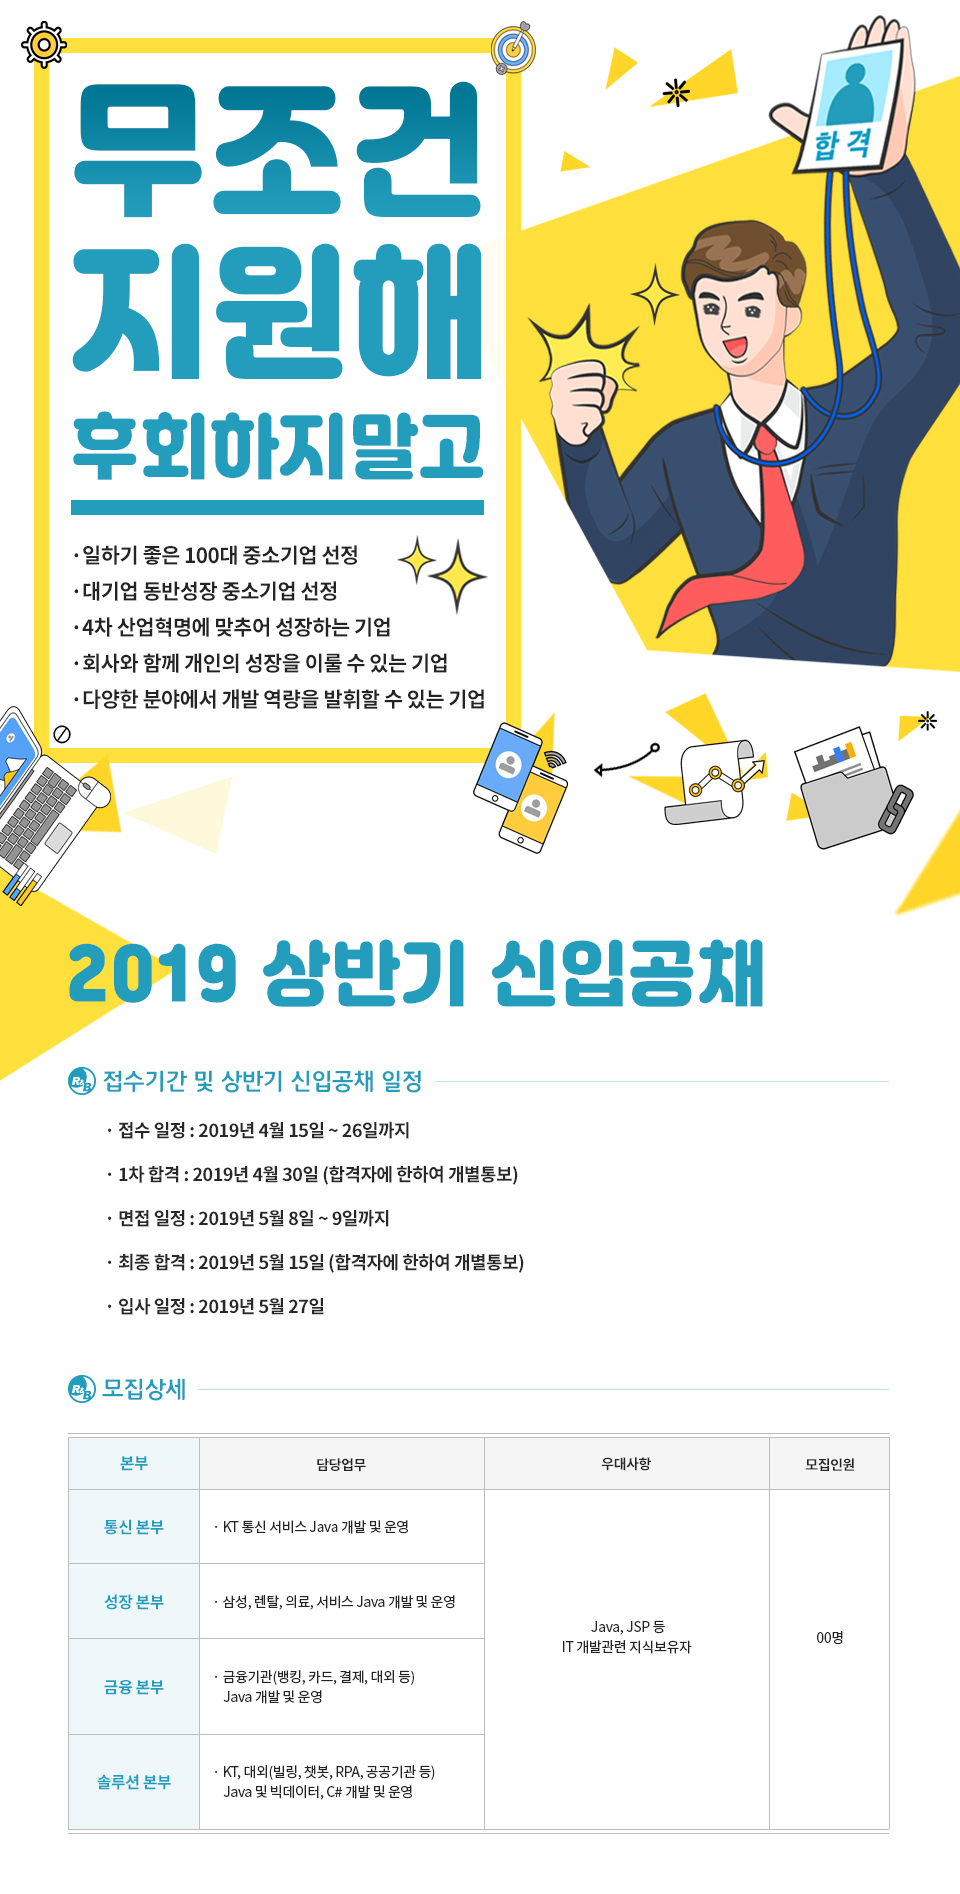 합격
무조건
지원해
후회하지말고
· 일하기 좋은 100대 중소기업 선정
· 대기업 동반성장 중소기업 선정
· 4차 산업혁명에 맞추어 성장하는 기업
· 회사와 함께 개인의 성장을 이룰 수 있는 기업
· 다양한 분야에서 개발 역량을 발휘할 수 있는 기업
2019 상반기 신입공채
R&B 접수기간 및 상반기 신입공채 일정
· 접수 일정 : 2019년 4월 15일 ~ 26일까지
· 1차 합격 : 2019년 4월 30일 (합격자에 한하여 개별통보)
· 면접 일정 : 2019년 5월 8일 ~ 9일까지
· 최종 합격 : 2019년 5월 15일 (합격자에 한하여 개별통보)
· 입사 일정 : 2019년 5월 27일
R&B 모집상세
본부 담당업무 우대사항 모집인원
통신 본부 · KT 통신 서비스 Java 개발 및 운영
성장 본부 · 삼성, 렌탈, 의료, 서비스 Java 개발 및 운영
Java, JSP 등
IT 개발관련 지식보유자
00명
금융 본부 · 금융기관(뱅킹, 카드, 결제, 대외 등)
Java 개발 및 운영
솔루션 본부 · KT, 대외(빌링, 챗봇, RPA, 공공기관 등)
Java 및 빅데이터, C# 개발 및 운영